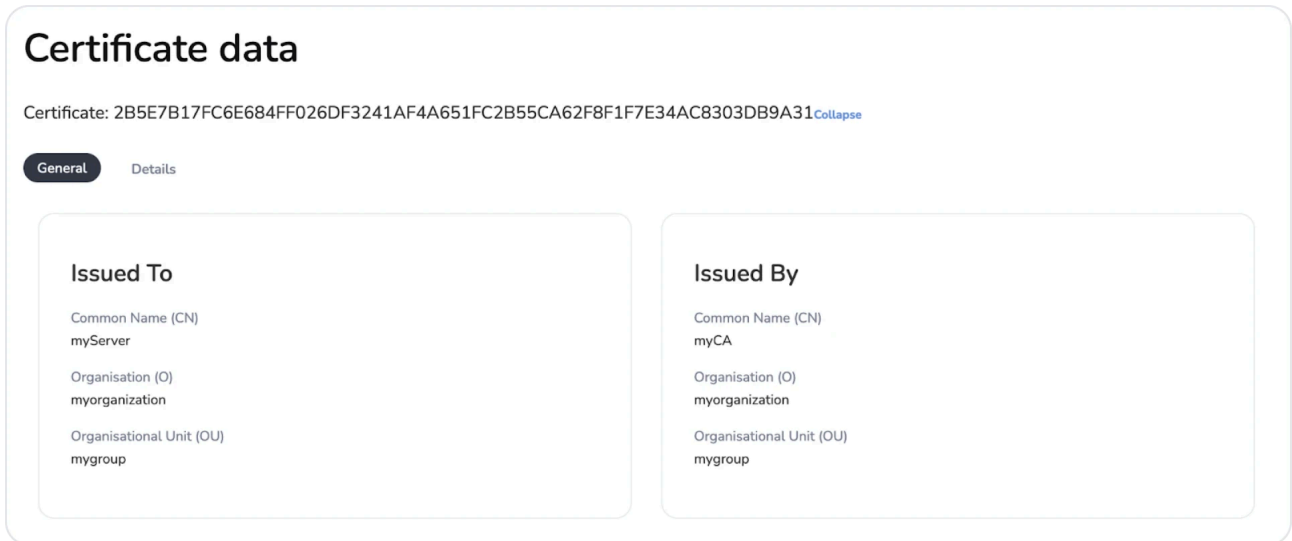 Certificate data
Certificate: 2B5E7B17FC6E684FF026DF3241AF4A651FC2B55CA62F8F1F7E34AC8303DB9A31Collapse
General Details
Issued To
Common Name (CN)
myServer
Organisation (O)
myorganization
Organisational Unit (OU)
mygroup
Issued By
Common Name (CN)
myCA
Organisation (O)
myorganization
Organisational Unit (OU)
mygroup